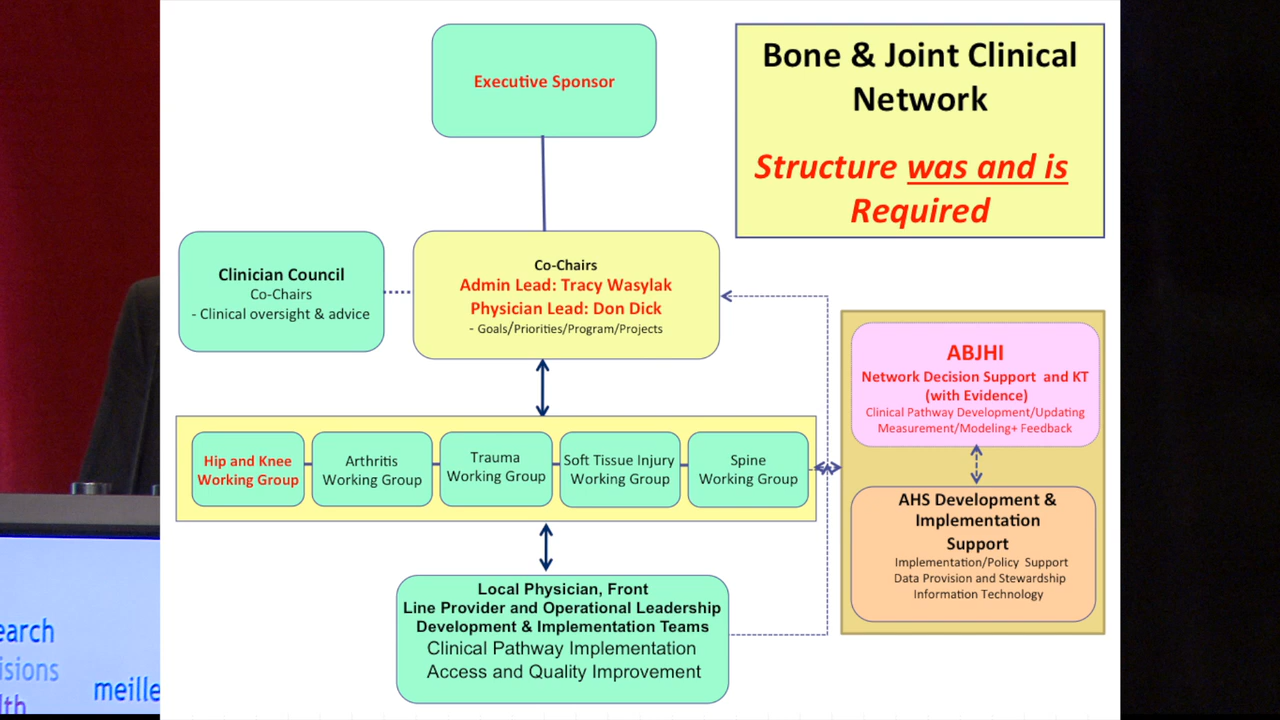 Executive Sponsor
Bone & Joint Clinical
Network
Structure was and is
Required
Clinician Council
Co-Chairs
- Clinical oversight & advice
Co-Chairs
Admin Lead: Tracy Wasylak
Physician Lead: Don Dick
- Goals/Priorities/Program/Projects
ABJHI
Network Decision Support and KT
(with Evidence)
Clinical Pathway Development/Updating
Measurement/Modeling+ Feedback
Hip and Knee
Working Group
Arthritis
Working Group
Trauma
Working Group
Soft Tissue Injury
Working Group
Spine
Working Group
AHS Development &
Implementation
Support
Implementation/Policy Support
Data Provision and Stewardship
Information Technology
Local Physician, Front
Line Provider and Operational Leadership
Development & Implementation Teams
Clinical Pathway Implementation
Access and Quality Improvement
earch
isions
lth
meille